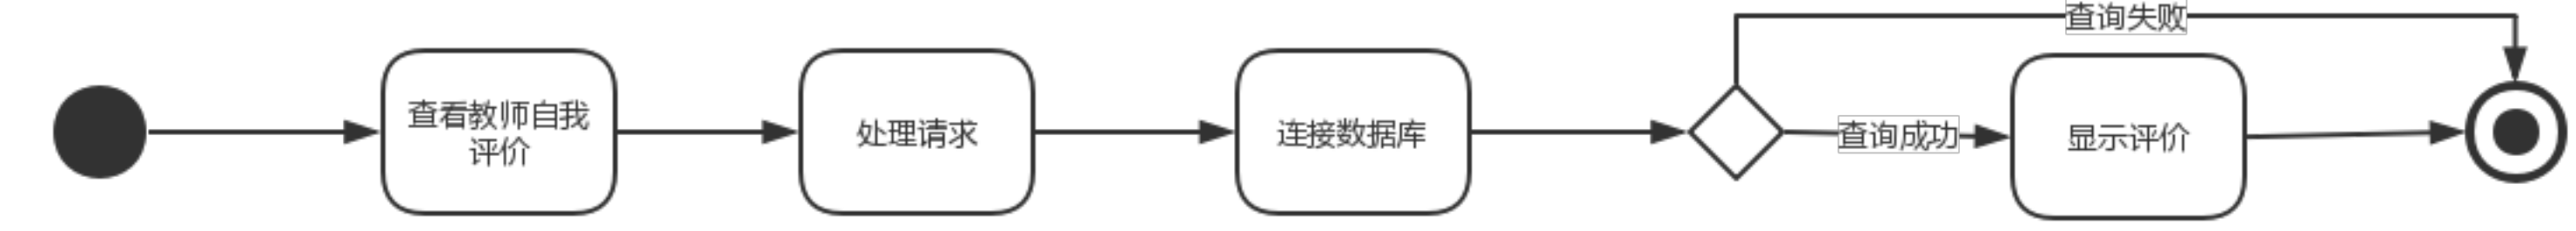 查看教师自我
评价
处理请求
连接数据库
查询失败
查询成功
显示评价